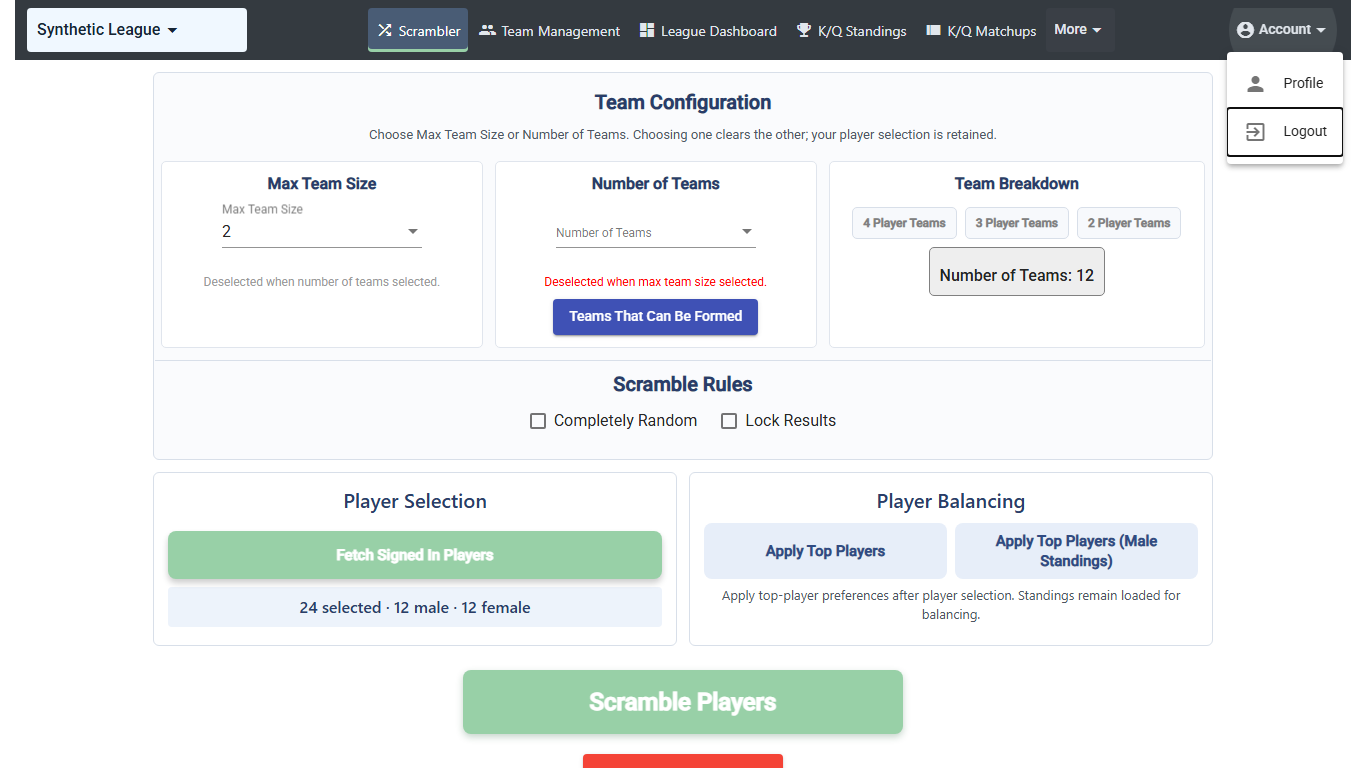 Synthetic League
Scrambler
Team Management
League Dashboard
K/Q Standings
K/Q Matchups
More
Account
Profile
Logout
Team Configuration
Choose Max Team Size or Number of Teams. Choosing one clears the other; your player selection is retained.
Max Team Size
Max Team Size
2
Deselected when number of teams selected.
Number of Teams
Number of Teams
Deselected when max team size selected.
Teams That Can Be Formed
Team Breakdown
4 Player Teams
3 Player Teams
2 Player Teams
Number of Teams: 12
Scramble Rules
Completely Random
Lock Results
Player Selection
Fetch Signed In Players
24 selected · 12 male · 12 female
Player Balancing
Apply Top Players
Apply Top Players (Male
Standings)
Apply top-player preferences after player selection. Standings remain loaded for
balancing.
Scramble Players